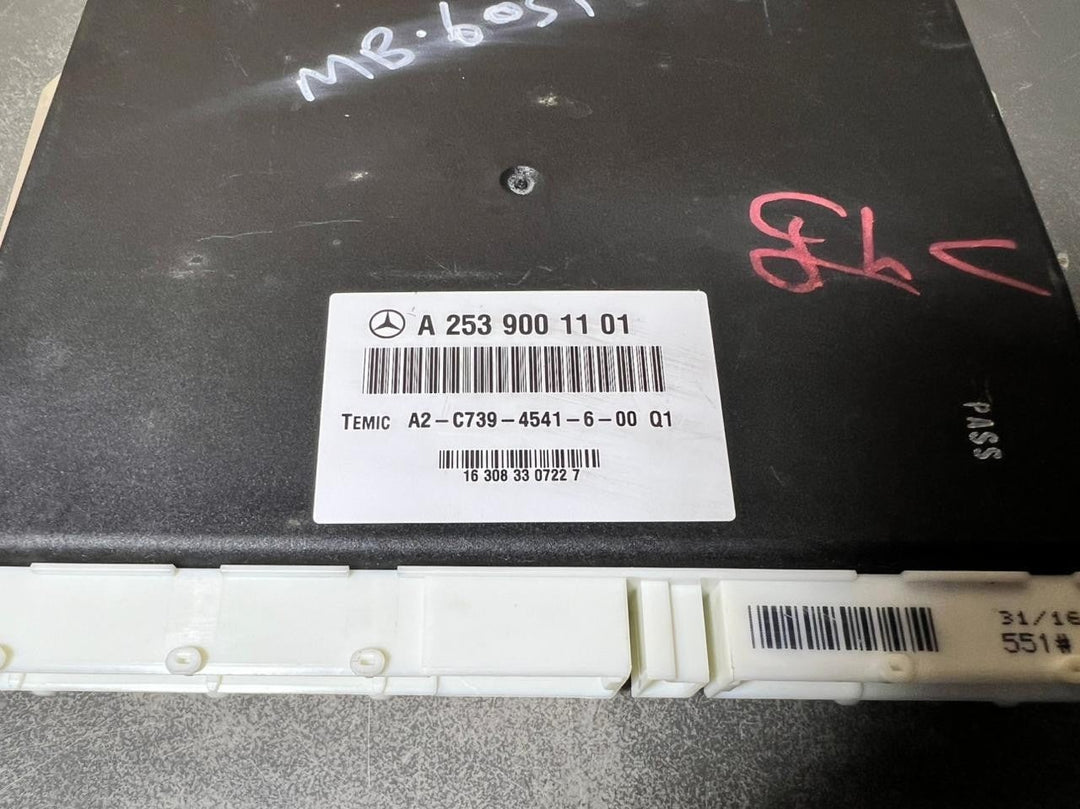 MB.6051
A 253 900 11 01
TEMIC A2-C739-4541-6-00 Q1
16 308 33 0722 7
PASS
31/16
551#